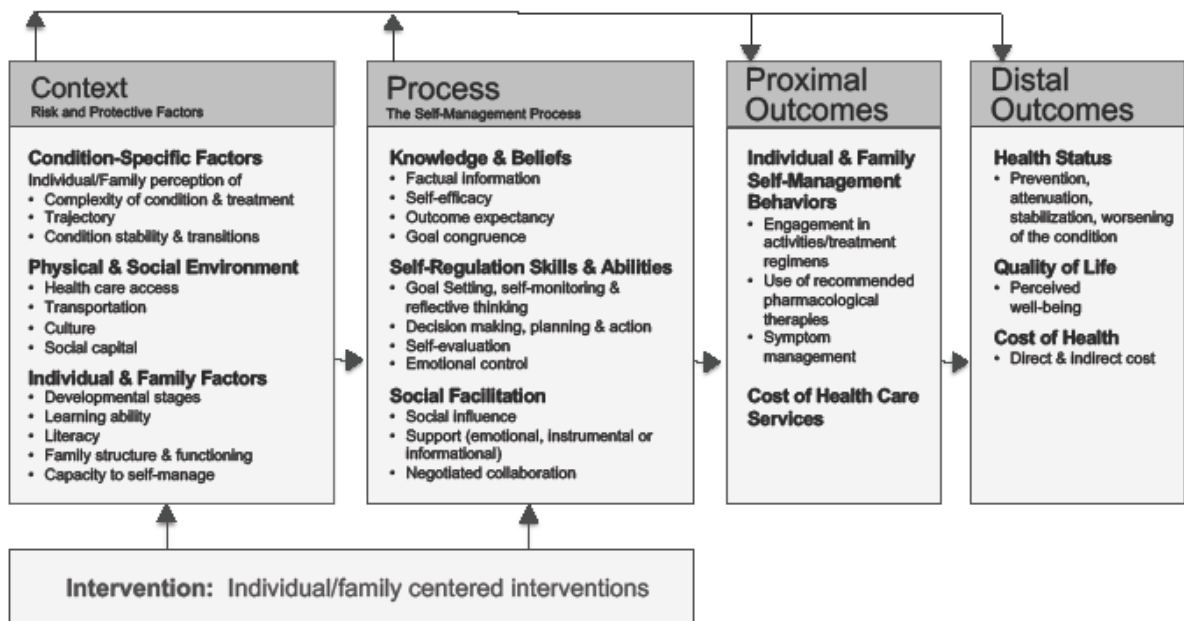 Context
Risk and Protective Factors
Condition-Specific Factors
Individual/Family perception of
• Complexity of condition & treatment
• Trajectory
• Condition stability & transitions
Physical & Social Environment
• Health care access
• Transportation
• Culture
• Social capital
Individual & Family Factors
• Developmental stages
• Learning ability
• Literacy
• Family structure & functioning
• Capacity to self-manage
Process
The Self-Management Process
Knowledge & Beliefs
• Factual information
• Self-efficacy
• Outcome expectancy
• Goal congruence
Self-Regulation Skills & Abilities
• Goal Setting, self-monitoring &
reflective thinking
• Decision making, planning & action
• Self-evaluation
• Emotional control
Social Facilitation
• Social influence
• Support (emotional, instrumental or
informational)
• Negotiated collaboration
Proximal
Outcomes
Individual & Family
Self-Management
Behaviors
• Engagement in
activities/treatment
regimens
• Use of recommended
pharmacological
therapies
• Symptom
management
Cost of Health Care
Services
Distal
Outcomes
Health Status
• Prevention,
attenuation,
stabilization, worsening
of the condition
Quality of Life
• Perceived
well-being
Cost of Health
• Direct & indirect cost
Intervention: Individual/family centered interventions